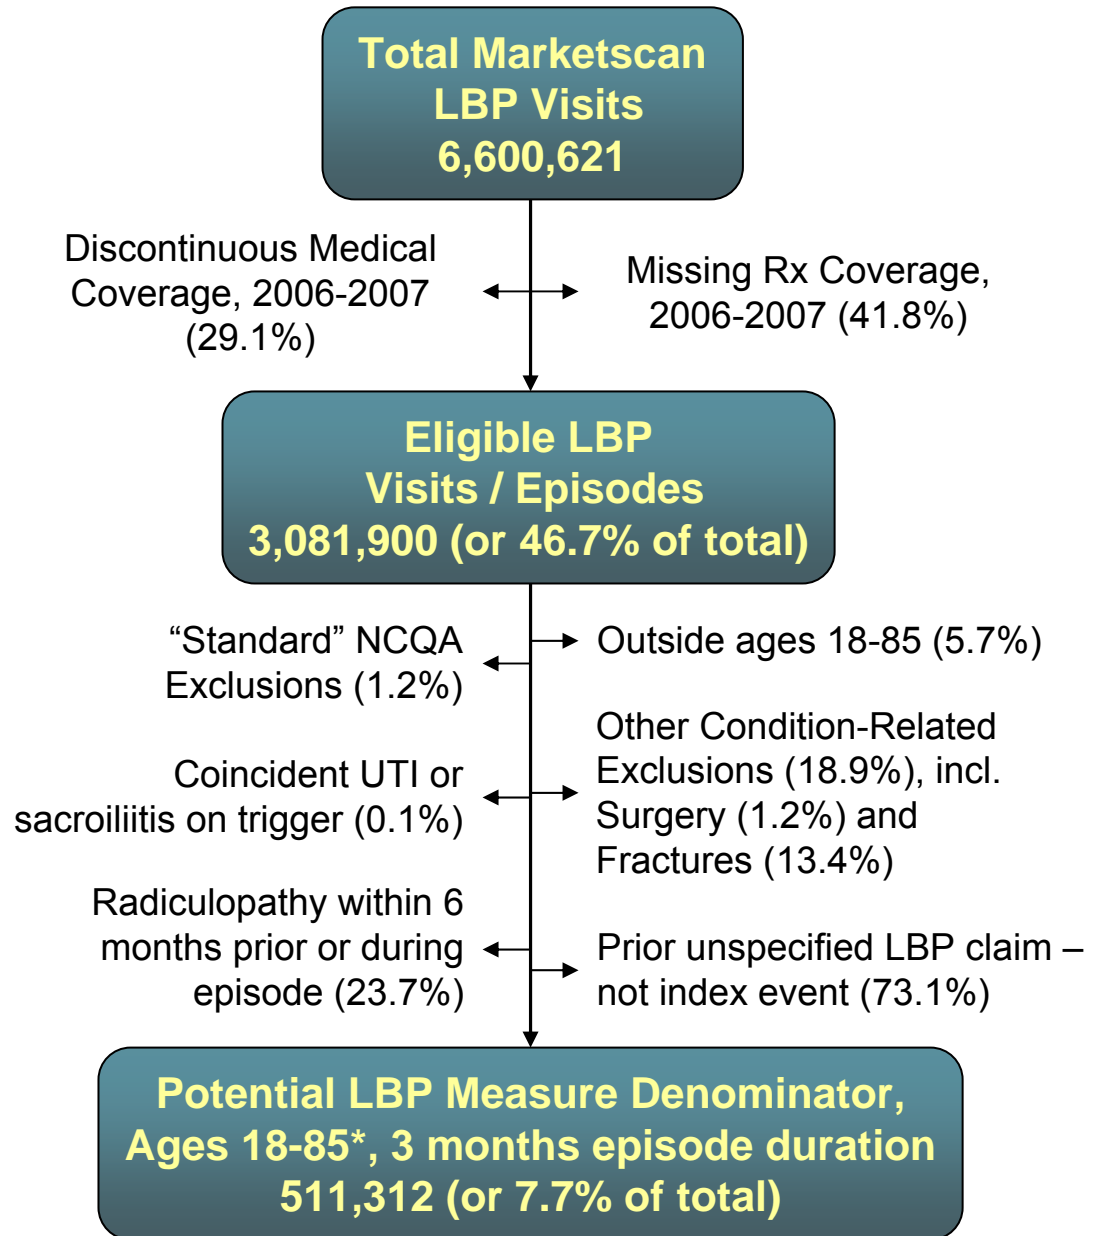 Total Marketscan
LBP Visits
6,600,621
Discontinuous Medical
Coverage, 2006-2007
(29.1%)
Missing Rx Coverage,
2006-2007 (41.8%)
Eligible LBP
Visits / Episodes
3,081,900 (or 46.7% of total)
“Standard” NCQA
Exclusions (1.2%)
Outside ages 18-85 (5.7%)
Coincident UTI or
sacroiliitis on trigger (0.1%)
Other Condition-Related
Exclusions (18.9%), incl.
Surgery (1.2%) and
Fractures (13.4%)
Radiculopathy within 6
months prior or during
episode (23.7%)
Prior unspecified LBP claim –
not index event (73.1%)
Potential LBP Measure Denominator,
Ages 18-85*, 3 months episode duration
511,312 (or 7.7% of total)